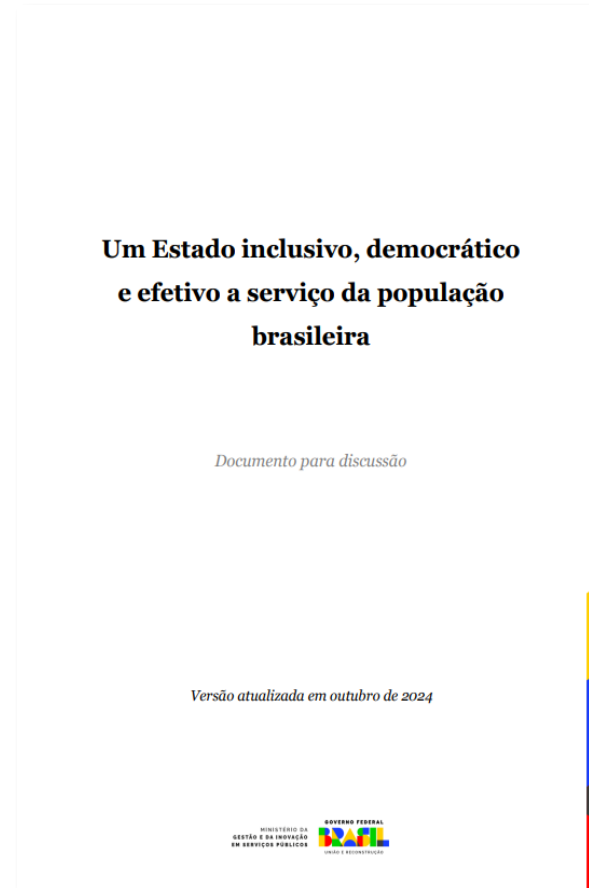 Um Estado inclusivo, democrático
e efetivo a serviço da população
brasileira
Documento para discussão
Versão atualizada em outubro de 2024
MINISTÉRIO DA
GESTÃO E DA INOVAÇÃO
EM SERVIÇOS PÚBLICOS
GOVERNO FEDERAL
BRASIL
UNIÃO E RECONSTRUÇÃO